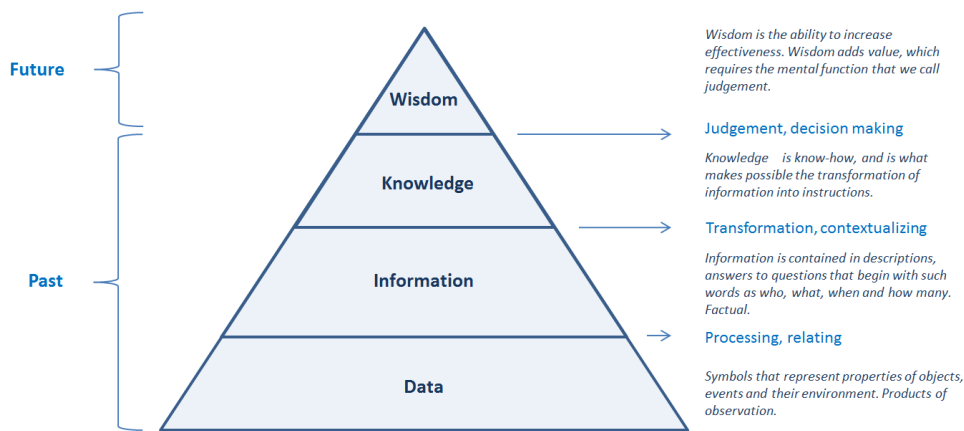 Future
Wisdom
Wisdom is the ability to increase
effectiveness. Wisdom adds value, which
requires the mental function that we call
judgement.
Judgement, decision making
Knowledge
Knowledge is know-how, and is what
makes possible the transformation of
information into instructions.
Transformation, contextualizing
Past
Information
Information is contained in descriptions,
answers to questions that begin with such
words as who, what, when and how many.
Factual.
Processing, relating
Data
Symbols that represent properties of objects,
events and their environment. Products of
observation.